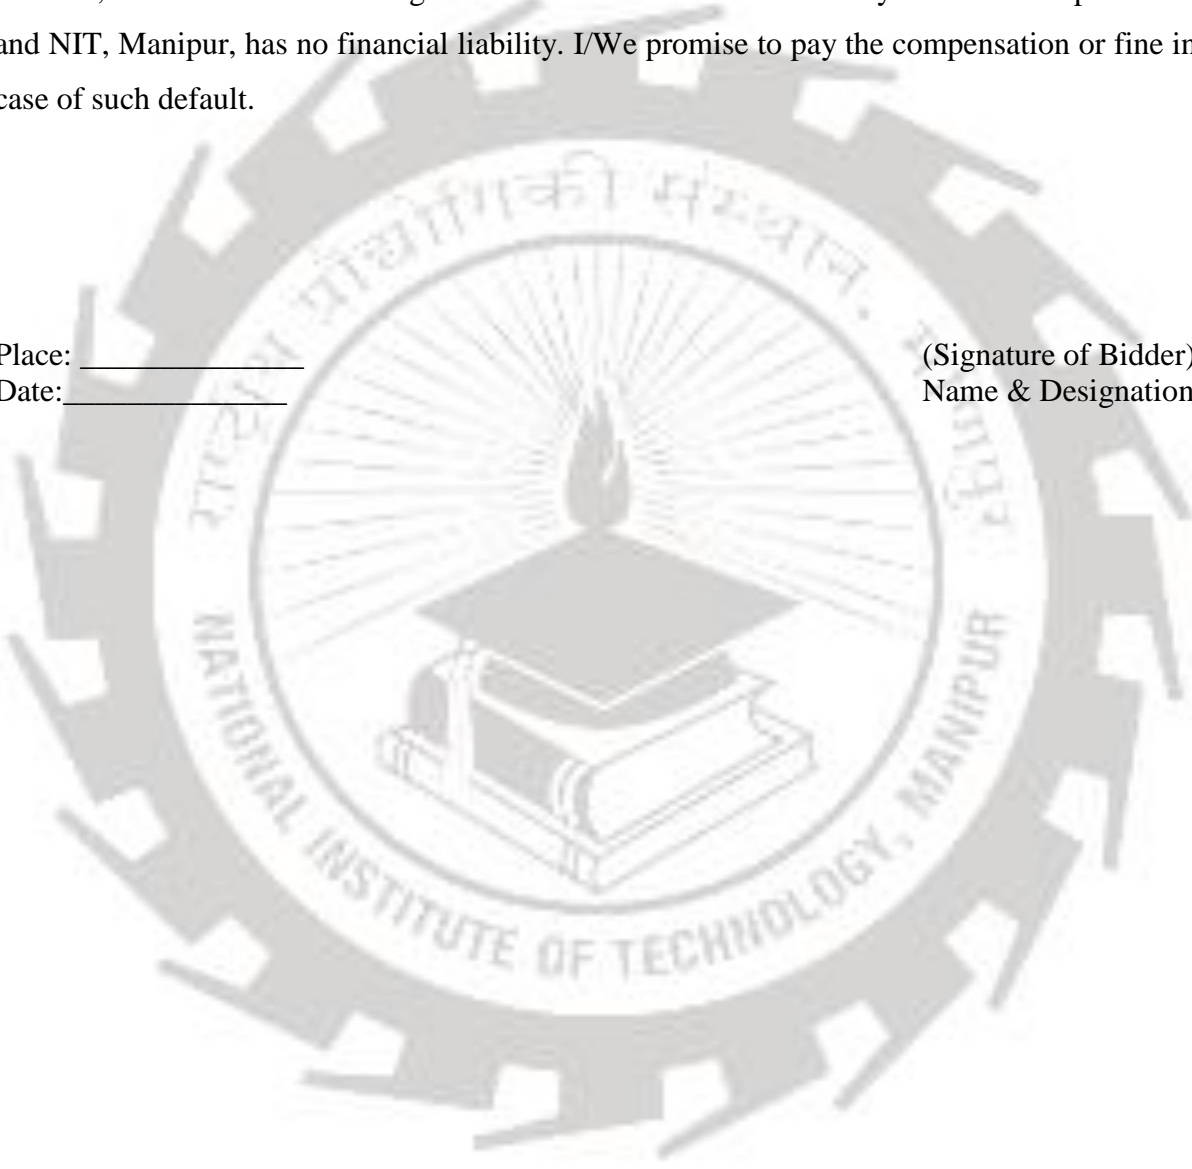 and NIT, Manipur, has no financial liability. I/We promise to pay the compensation or fine in
case of such default.
राष्ट्रीय प्रौद्योगिकी संस्थान, मणिपुर
Place: ______________
(Signature of Bidder)
Date:______________
Name & Designation
NATIONAL INSTITUTE OF TECHNOLOGY, MANIPUR